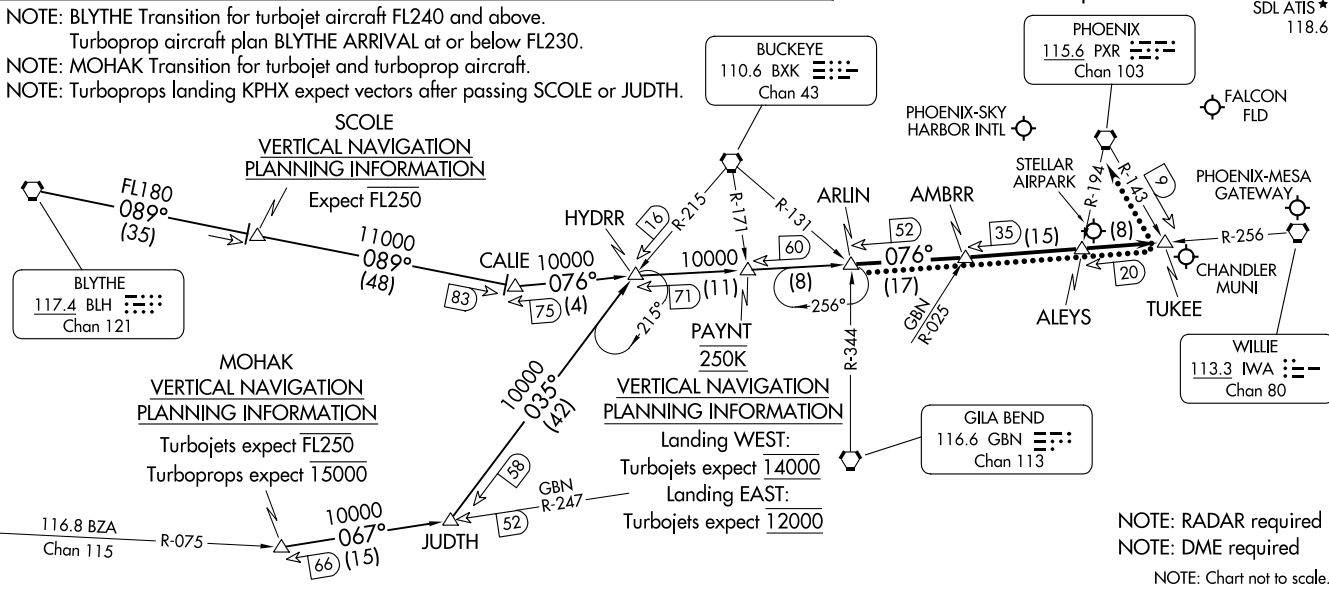 NOTE: BLYTHE Transition for turbojet aircraft FL240 and above.
Turboprop aircraft plan BLYTHE ARRIVAL at or below FL230.
NOTE: MOHAK Transition for turbojet and turboprop aircraft.
NOTE: Turboprops landing KPHX expect vectors after passing SCOLE or JUDTH.
SDL ATIS
118.6
BUCKEYE
110.6 BXK
Chan 43
PHOENIX
115.6 PXR
Chan 103
PHOENIX-SKY
HARBOR INTL
FALCON
FLD
STELLAR
AIRPARK
PHOENIX-MESA
GATEWAY
CHANDLER
MUNI
SCOLE
VERTICAL NAVIGATION
PLANNING INFORMATION
Expect FL250
FL180
089°
(35)
11000
089°
(48)
BLYTHE
117.4 BLH
Chan 121
CALIE
83
75
10000
076°
(4)
HYDRR
16
R-215
R-171
R-131
215°
71
10000
(11)
60
(8)
ARLIN
52
256°
076°
(17)
AMBRR
35
(15)
GBN
R-025
R-344
R-194
R-143
9
(8)
20
ALEYS
TUKEE
R-256
WILLIE
113.3 IWA
Chan 80
GILA BEND
116.6 GBN
Chan 113
PAYNT
250K
VERTICAL NAVIGATION
PLANNING INFORMATION
Landing WEST:
Turbojets expect 14000
Landing EAST:
Turbojets expect 12000
MOHAK
VERTICAL NAVIGATION
PLANNING INFORMATION
Turbojets expect FL250
Turboprops expect 15000
10000
035°
(42)
58
GBN
R-247
52
116.8 BZA
Chan 115
R-075
66
10000
067°
(15)
JUDTH
NOTE: RADAR required
NOTE: DME required
NOTE: Chart not to scale.